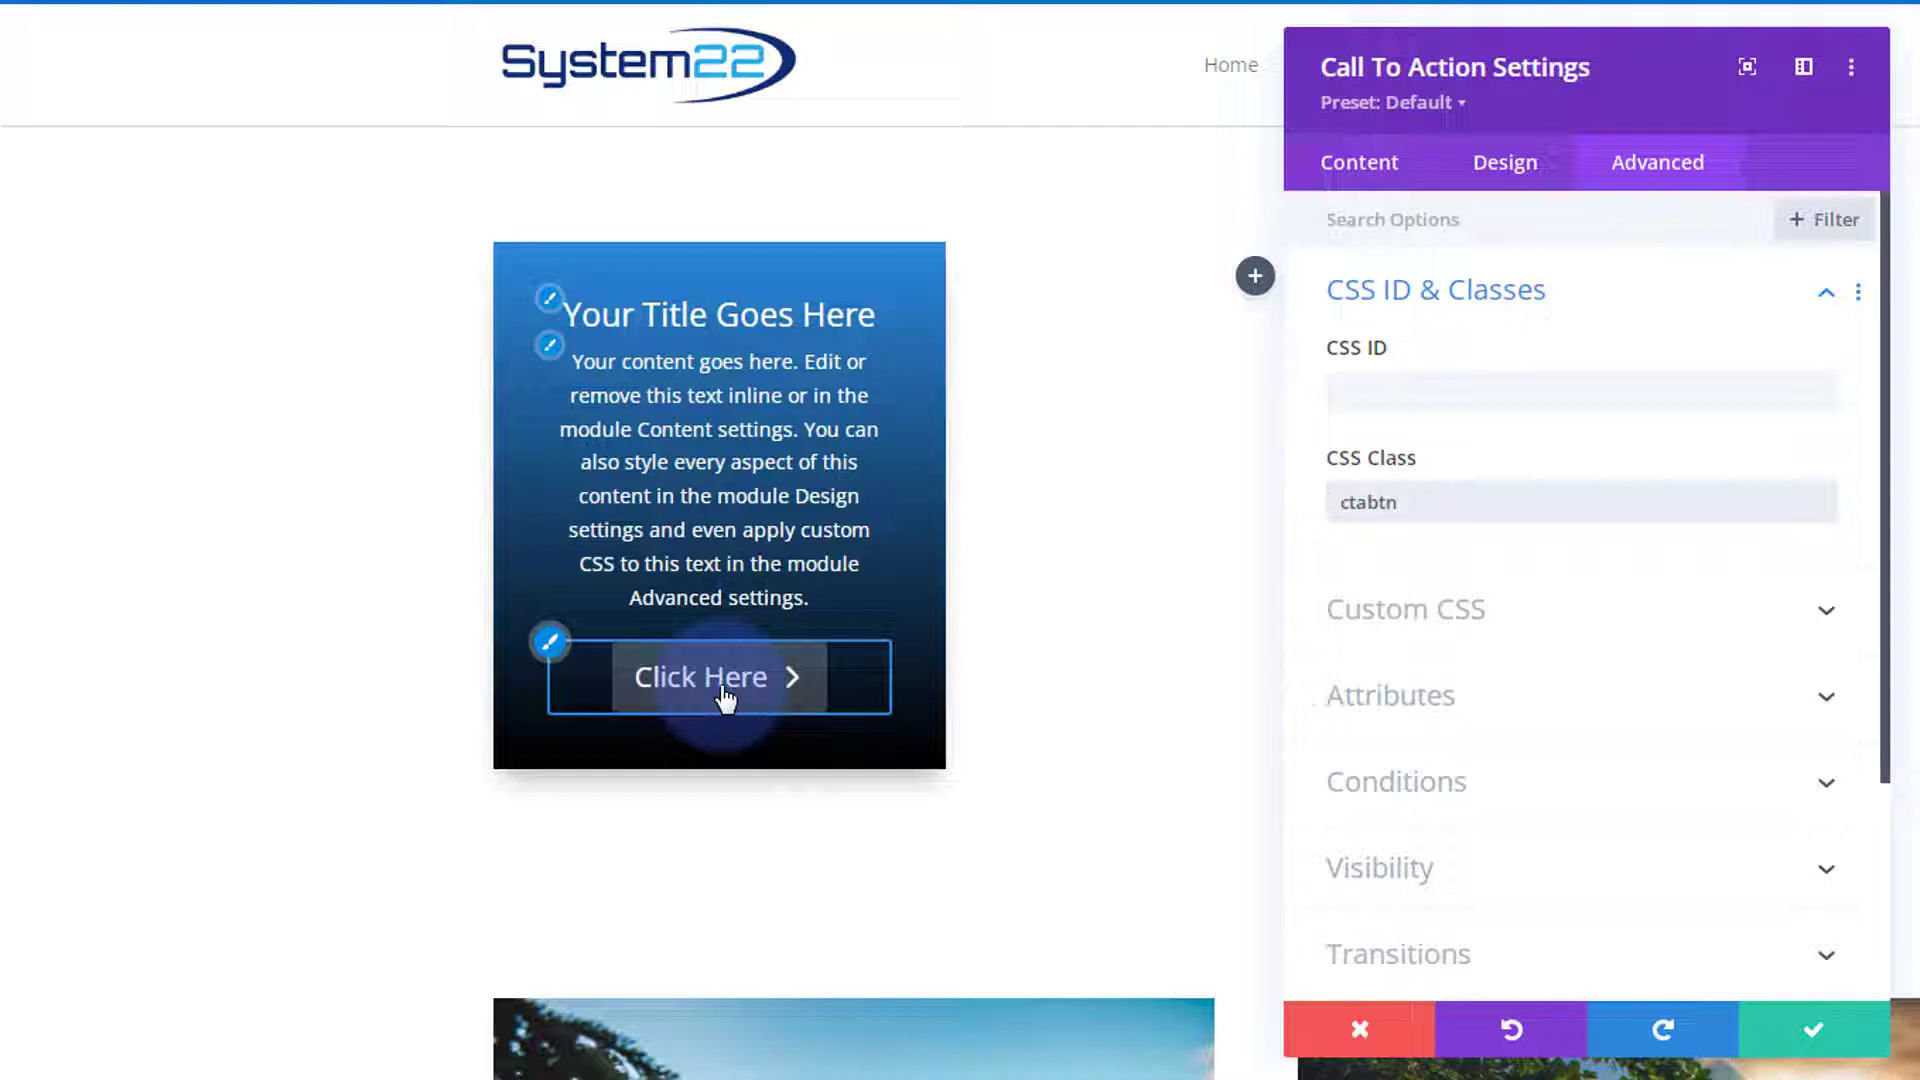 System22
Home
Call To Action Settings
Preset: Default
Content
Design
Advanced
Search Options
+ Filter
CSS ID & Classes
CSS ID
CSS Class
ctabtn
Custom CSS
Attributes
Conditions
Visibility
Transitions
Your Title Goes Here
Your content goes here. Edit or
remove this text inline or in the
module Content settings. You can
also style every aspect of this
content in the module Design
settings and even apply custom
CSS to this text in the module
Advanced settings.
Click Here